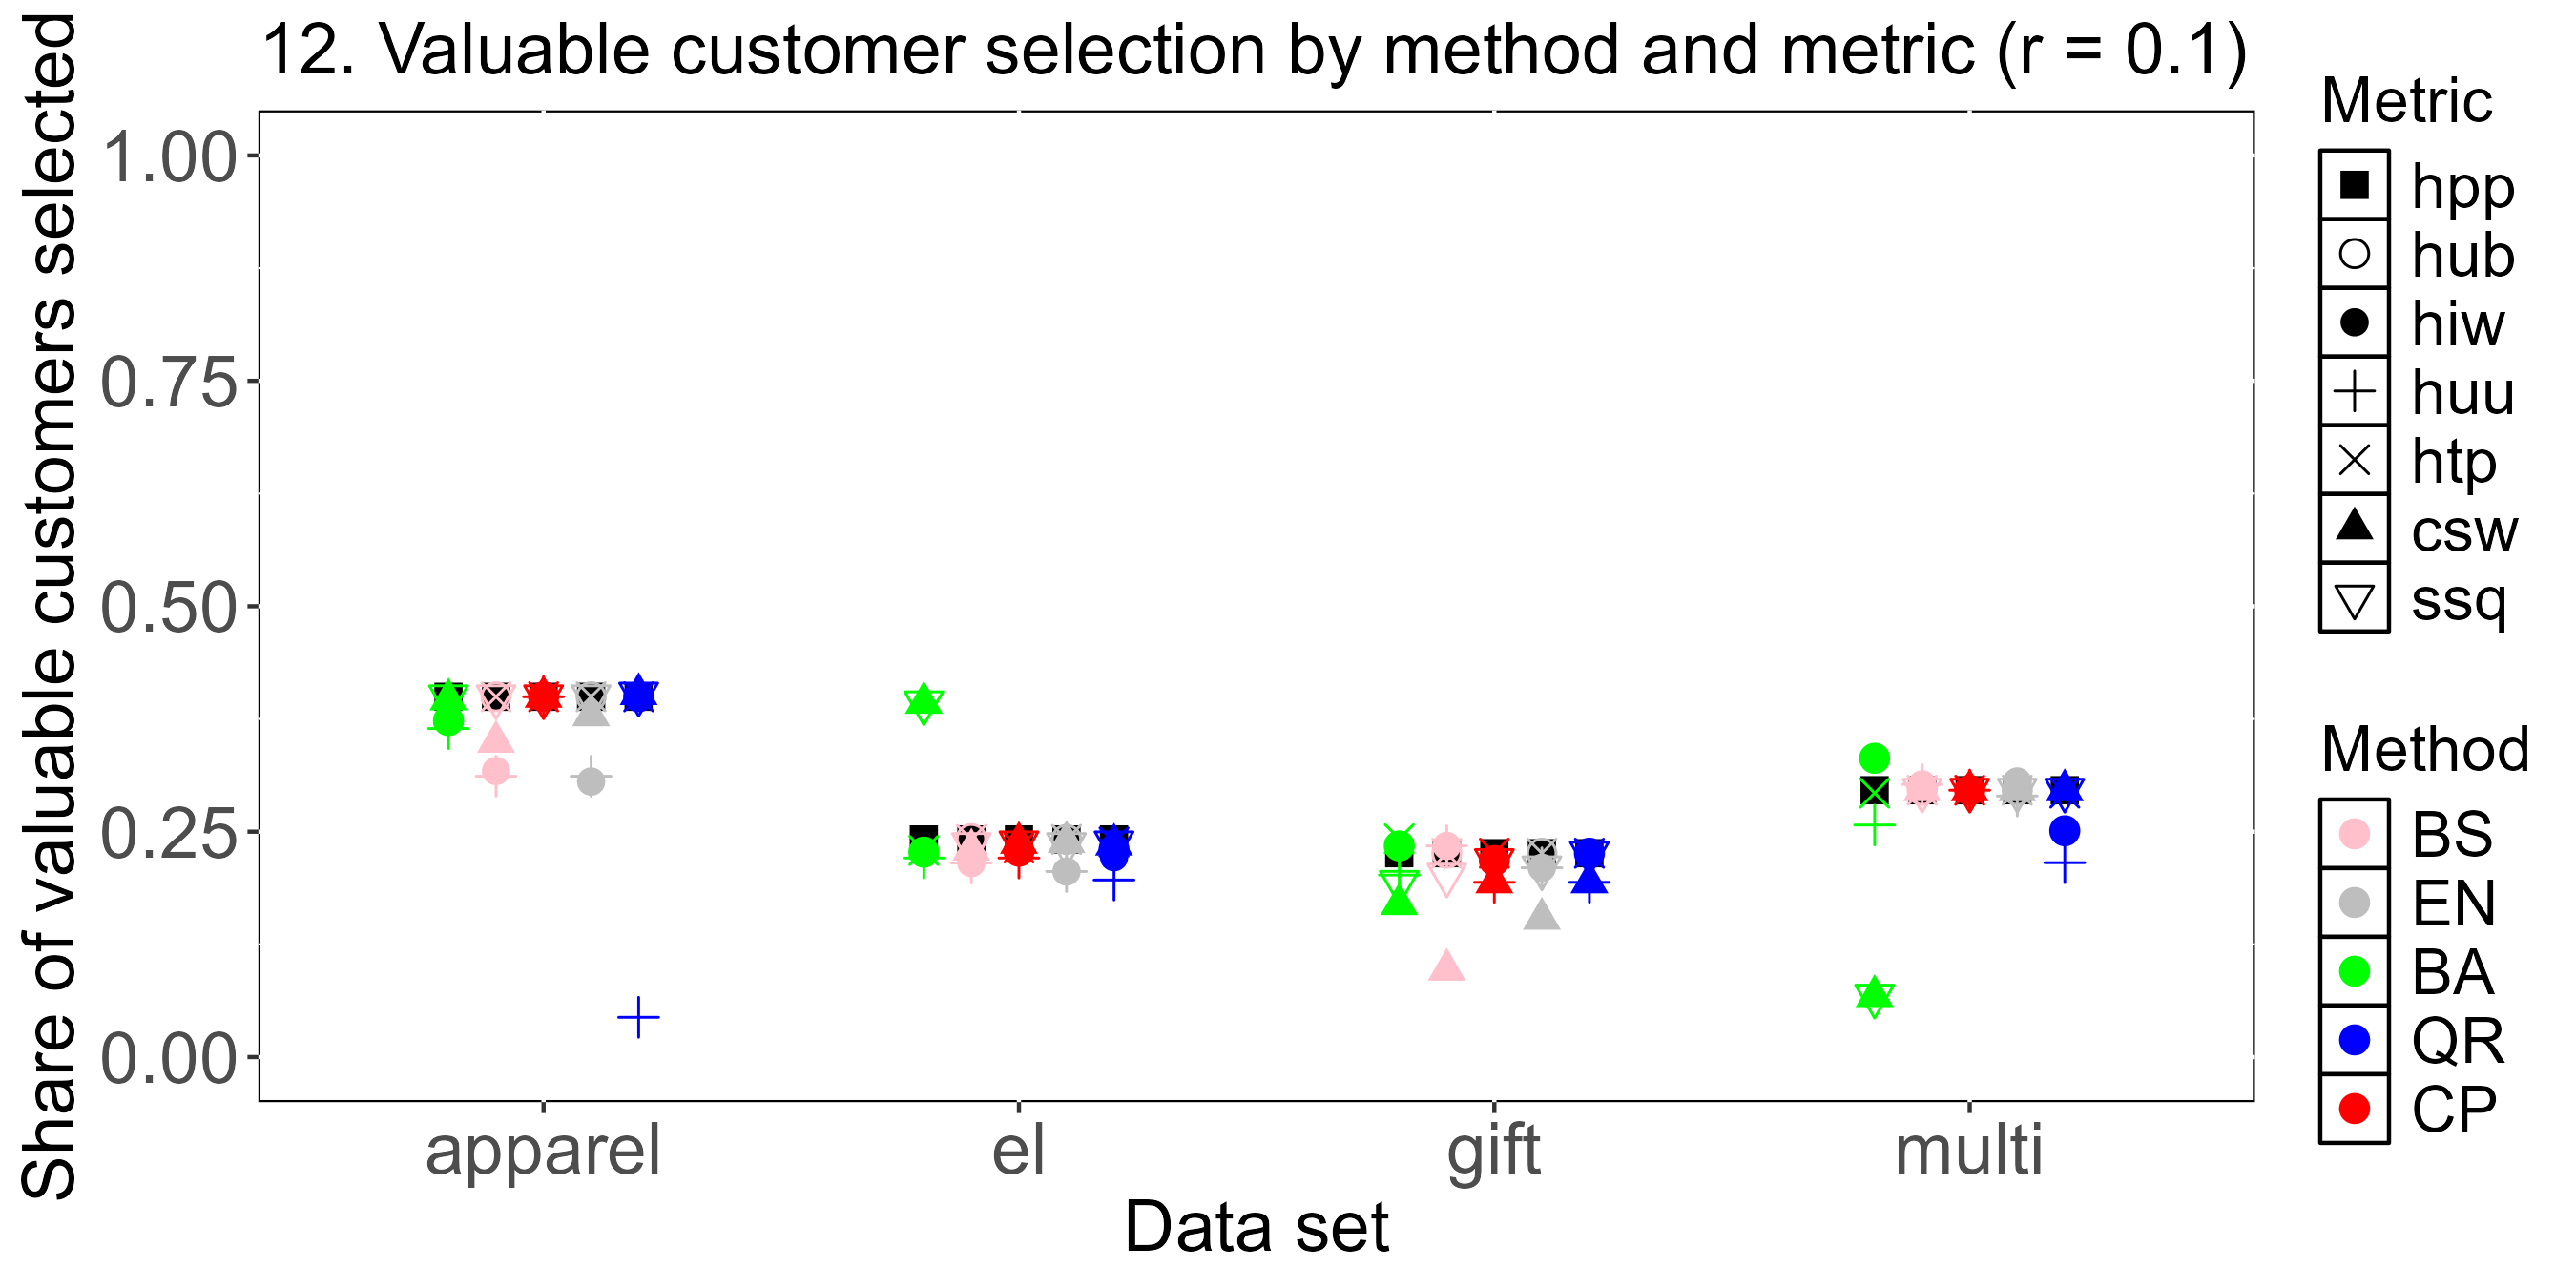 12. Valuable customer selection by method and metric (r = 0.1)
Share of valuable customers selected
1.00
0.75
0.50
0.25
0.00
apparel
el
gift
multi
Data set
Metric
hpp
hub
hiw
huu
htp
csw
ssq
Method
BS
EN
BA
QR
CP